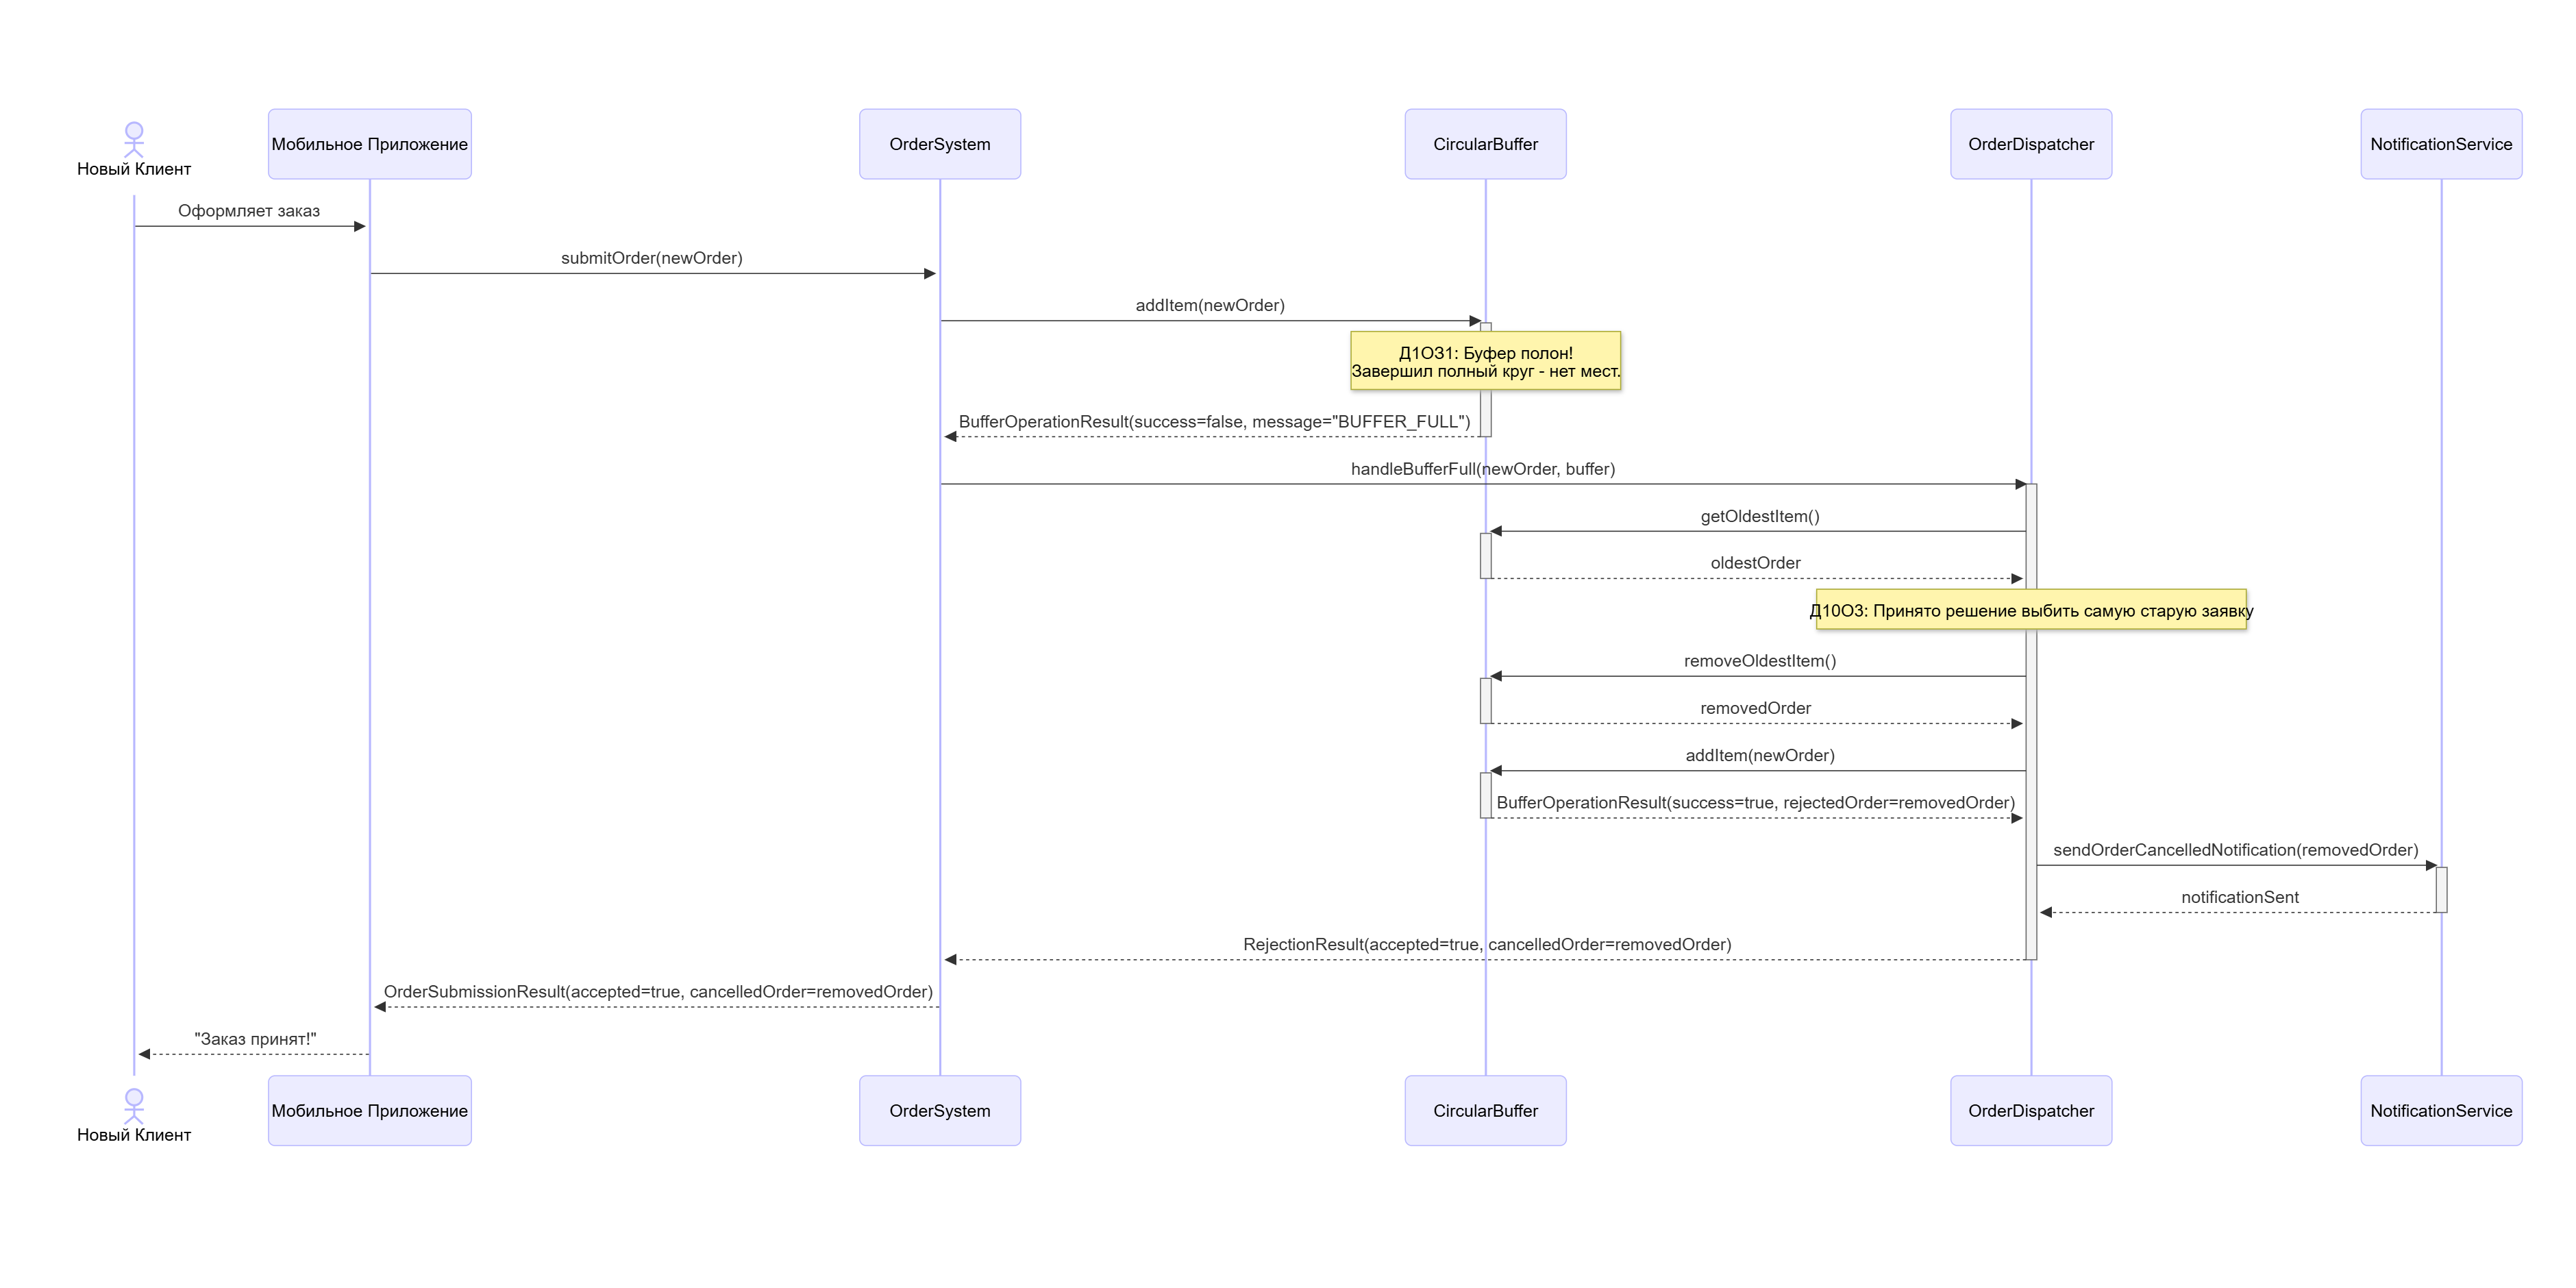 Новый Клиент
Мобильное Приложение
OrderSystem
CircularBuffer
OrderDispatcher
NotificationService
Оформляет заказ
submitOrder(newOrder)
addItem(newOrder)
Д1ОЗ1: Буфер полон!
Завершил полный круг - нет мест.
BufferOperationResult(success=false, message="BUFFER_FULL")
handleBufferFull(newOrder, buffer)
getOldestItem()
oldestOrder
Д10О3: Принято решение выбить самую старую заявку
removeOldestItem()
removedOrder
addItem(newOrder)
BufferOperationResult(success=true, rejectedOrder=removedOrder)
sendOrderCancelledNotification(removedOrder)
notificationSent
RejectionResult(accepted=true, cancelledOrder=removedOrder)
OrderSubmissionResult(accepted=true, cancelledOrder=removedOrder)
"Заказ принят!"
Новый Клиент
Мобильное Приложение
OrderSystem
CircularBuffer
OrderDispatcher
NotificationService